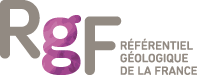 RgF
RÉFÉRENTIEL
GÉOLOGIQUE
DE LA FRANCE